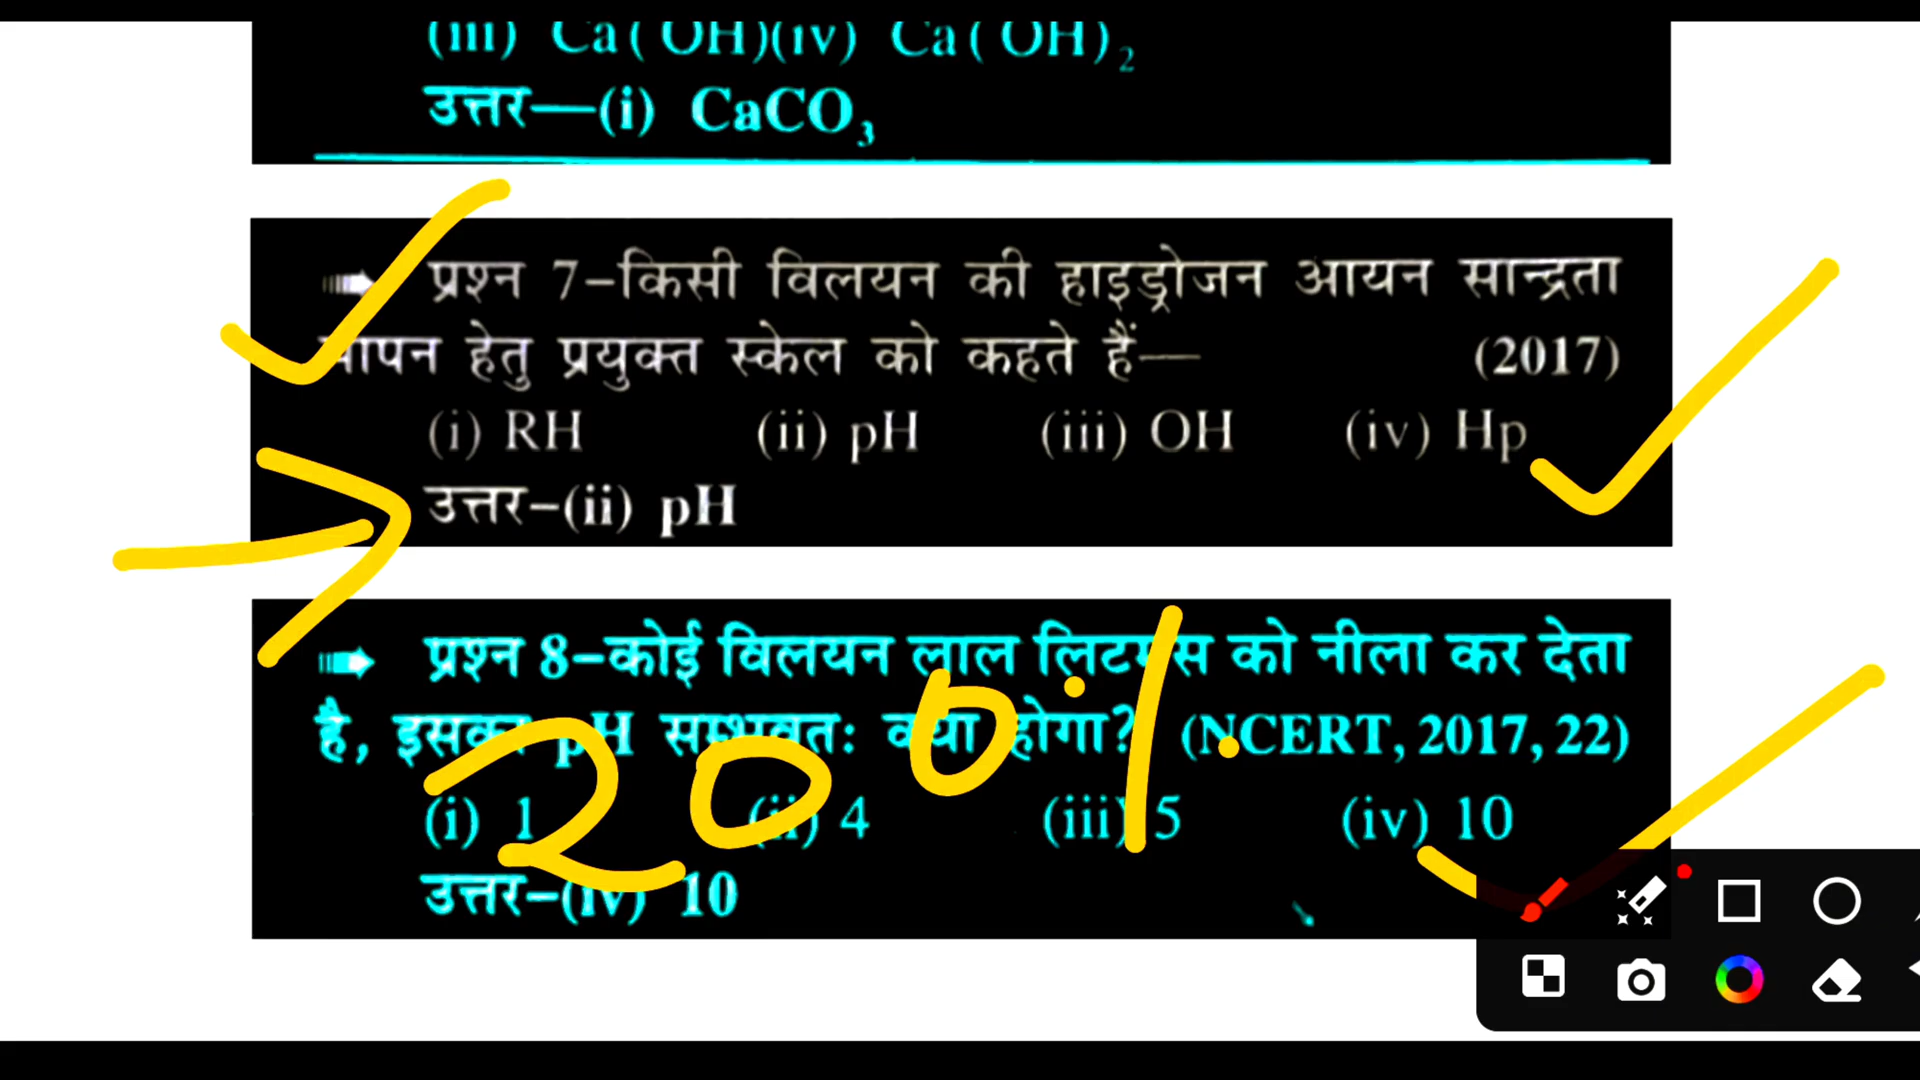 (iii) Ca(OH)(iv) Ca(OH)₂
उत्तर—(i) CaCO₃
प्रश्न 7–किसी विलयन की हाइड्रोजन आयन सान्द्रता
मापन हेतु प्रयुक्त स्केल को कहते हैं— (2017)
(i) RH (ii) pH (iii) OH (iv) Hp
उत्तर–(ii) pH
प्रश्न 8–कोई विलयन लाल लिटमस को नीला कर देता
है, इसका pH सम्भवतः क्या होगा? (NCERT, 2017, 22)
(i) 1 (ii) 4 (iii) 5 (iv) 10
उत्तर–(iv) 10
200%